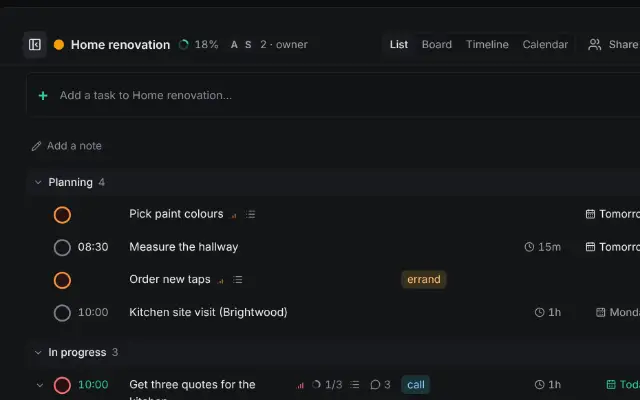 Home renovation 18% A S 2 · owner List Board Timeline Calendar Share
Add a task to Home renovation...
Add a note
Planning 4
Pick paint colours Tomorro
08:30 Measure the hallway 15m Tomorro
Order new taps errand
10:00 Kitchen site visit (Brightwood) 1h Monda
In progress 3
10:00 Get three quotes for the 1/3 3 call 1h Toda
kitchen